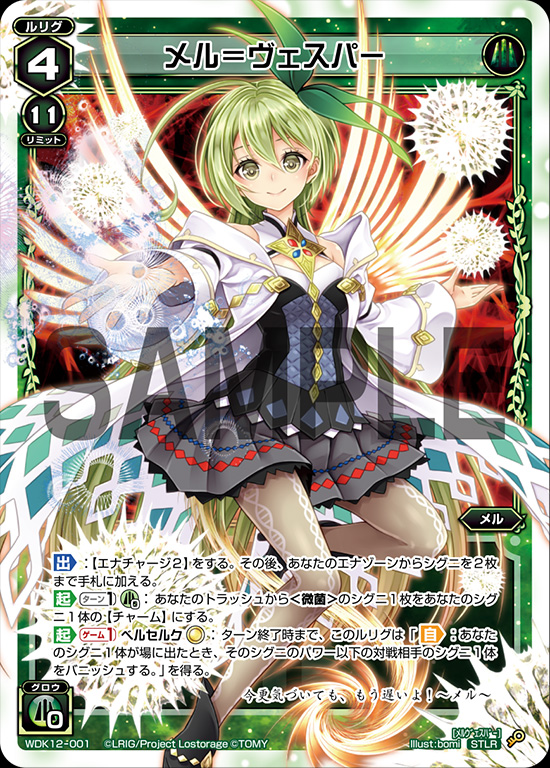 ルリグ
4
メル=ヴェスパー
11
リミット
SAMPLE
メル
出：【エナチャージ２】をする。その後、あなたのエナゾーンからシグニを２枚
まで手札に加える。
起 ターン1：あなたのトラッシュから＜微菌＞のシグニ１枚をあなたのシグ
ニ１体の【チャーム】にする。
起 ゲーム1 ベルセルク：ターン終了時まで、このルリグは「自：あなた
のシグニ１体が場に出たとき、そのシグニのパワー以下の対戦相手のシグニ１体
をバニッシュする。」を得る。
今更気づいても、もう遅いよ！～メル～
グロウ
0
[メルヴェスパー]
WDK12-001 ©LRIG/Project Lostorage ©TOMY Illust:bomi STLR